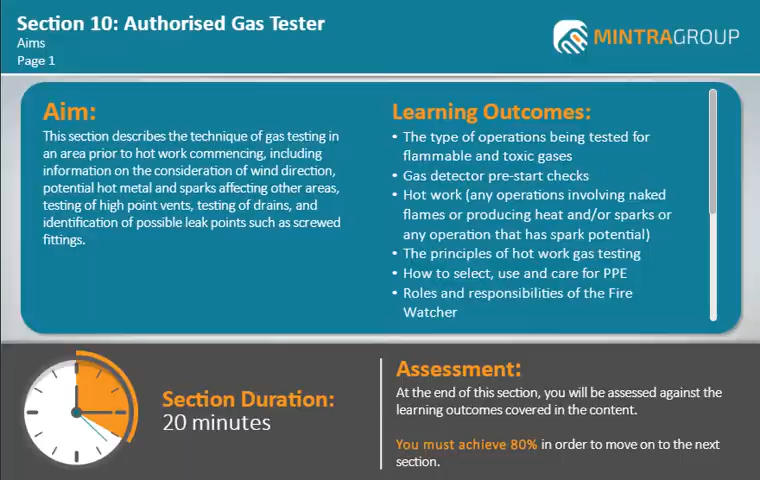 Section 10: Authorised Gas Tester
Aims
Page 1
MINTRAGROUP
Aim:
This section describes the technique of gas testing in
an area prior to hot work commencing, including
information on the consideration of wind direction,
potential hot metal and sparks affecting other areas,
testing of high point vents, testing of drains, and
identification of possible leak points such as screwed
fittings.
Learning Outcomes:
• The type of operations being tested for
flammable and toxic gases
• Gas detector pre-start checks
• Hot work (any operations involving naked
flames or producing heat and/or sparks or
any operation that has spark potential)
• The principles of hot work gas testing
• How to select, use and care for PPE
• Roles and responsibilities of the Fire
Watcher
Section Duration:
20 minutes
Assessment:
At the end of this section, you will be assessed against the
learning outcomes covered in the content.
You must achieve 80% in order to move on to the next
section.